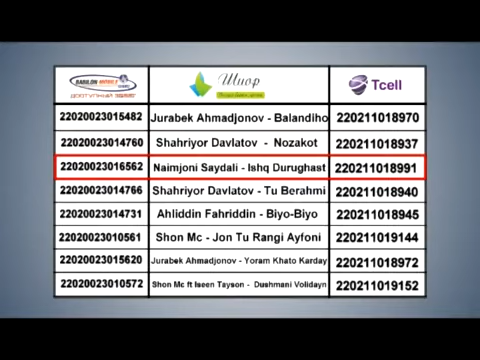 BABILON MOBILE
Шиор
Tcell
22020023015482 Jurabek Ahmadjonov - Balandiho 220211018970
22020023014760 Shahriyor Davlatov - Nozakot 220211018937
22020023016562 Naimjoni Saydali - Ishq Durughast 220211018991
22020023014766 Shahriyor Davlatov - Tu Berahmi 220211018940
22020023014731 Ahliddin Fahriddin - Biyo-Biyo 220211018945
22020023010561 Shon Mc - Jon Tu Rangi Ayfoni 220211019144
22020023015620 Jurabek Ahmadjonov - Yoram Khato Karday 220211018972
22020023010572 Shon Mc ft Iseen Tayson - Dushmani Volidayn 220211019152